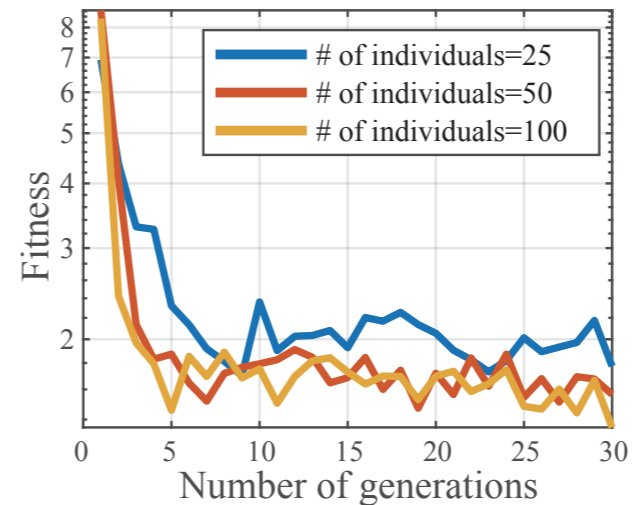 8
7
6
5
4
3
2
Fitness
# of individuals=25
# of individuals=50
# of individuals=100
0 5 10 15 20 25 30
Number of generations